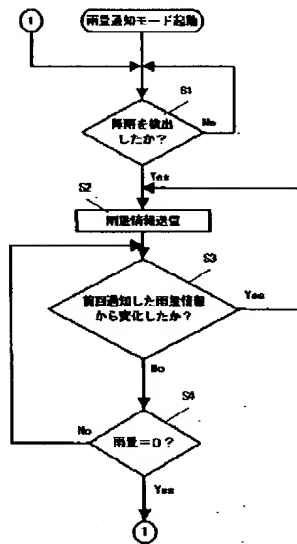 1
雨量通知モード起動
S1
降雨を検出
したか？
No
Yes
S2
雨量情報送信
S3
前回通知した雨量情報
から変化したか？
Yes
No
S4
雨量＝0？
No
Yes
1